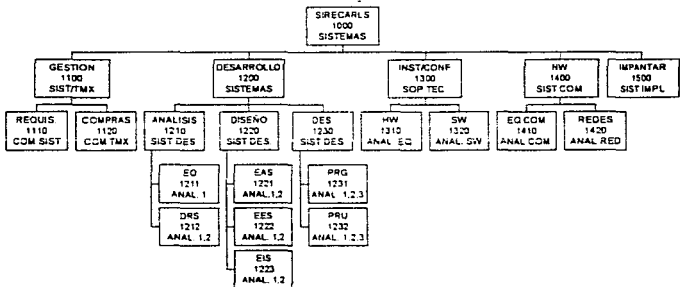 SIRECARLS
1000
SISTEMAS
GESTION
1100
SIST/TMX
DESARROLLO
1200
SISTEMAS
INST/CONF
1300
SOP TEC
HW
1400
SIST COM
IMPANTAR
1500
SIST IMPL
REQUIS
1110
COM SIST
COMPRAS
1120
COM TMX
ANALISIS
1210
SIST DES
DISEÑO
1220
SIST DES
DES
1230
SIST DES
HW
1310
ANAL EQ
SW
1320
ANAL. SW
EQ COM
1410
ANAL COM
REDES
1420
ANAL RED
EQ
1211
ANAL. 1
EAS
1221
ANAL. 1,2
PRG
1231
ANAL. 1,2,3
DRS
1212
ANAL. 1,2
EES
1222
ANAL. 1,2
PRU
1232
ANAL. 1,2,3
EIS
1223
ANAL. 1,2